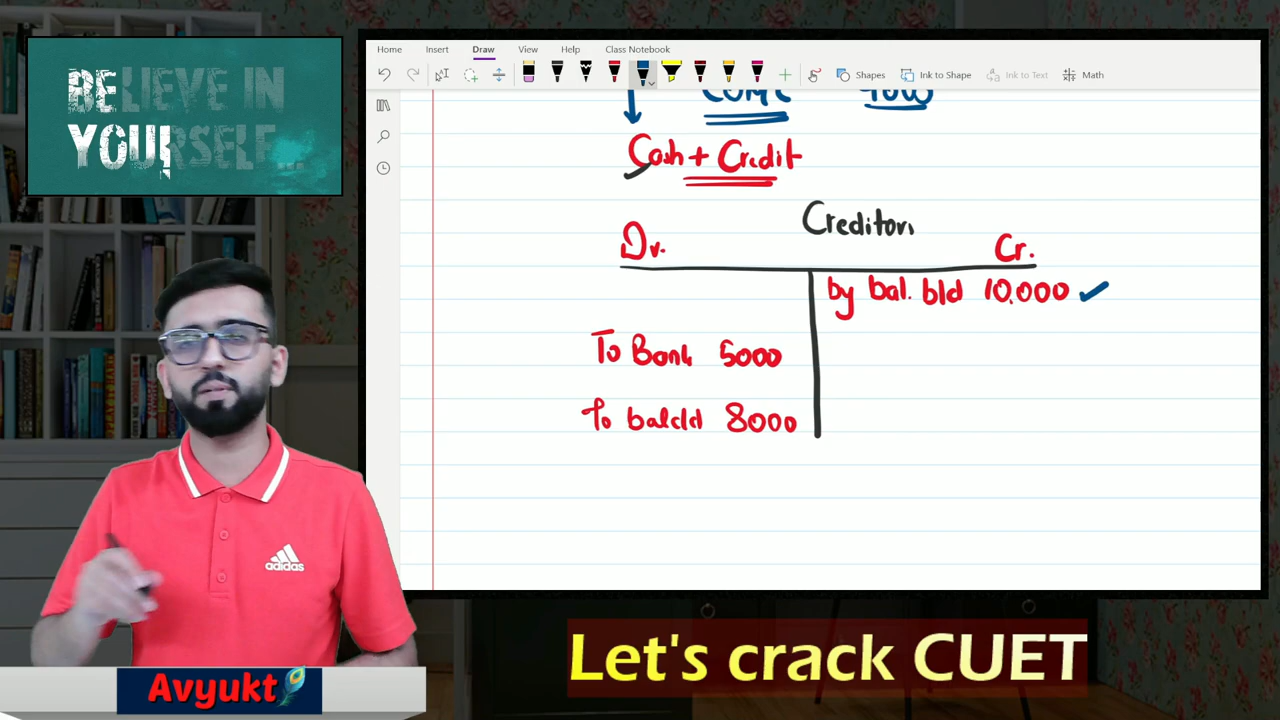 BELIEVE IN
YOURSELF...
Home Insert Draw View Help Class Notebook
Shapes Ink to Shape Ink to Text Math
Cash + Credit
Creditors
Dr. Cr.
by bal. bld 10,000
To Bank 5000
To balcld 8000
adidas
Avyukt
Let's crack CUET